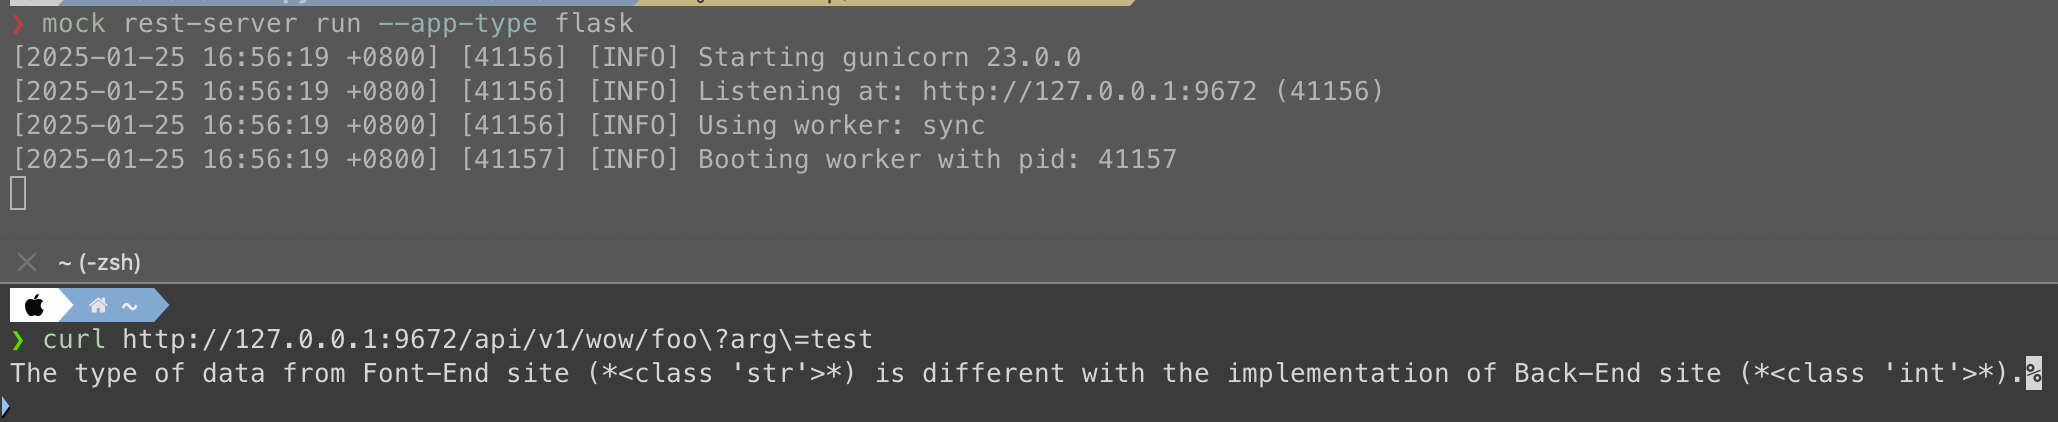 ❯ mock rest-server run --app-type flask
[2025-01-25 16:56:19 +0800] [41156] [INFO] Starting gunicorn 23.0.0
[2025-01-25 16:56:19 +0800] [41156] [INFO] Listening at: http://127.0.0.1:9672 (41156)
[2025-01-25 16:56:19 +0800] [41156] [INFO] Using worker: sync
[2025-01-25 16:56:19 +0800] [41157] [INFO] Booting worker with pid: 41157
~ (-zsh)
~
❯ curl http://127.0.0.1:9672/api/v1/wow/foo\?arg\=test
The type of data from Font-End site (*<class 'str'>*) is different with the implementation of Back-End site (*<class 'int'>*).%